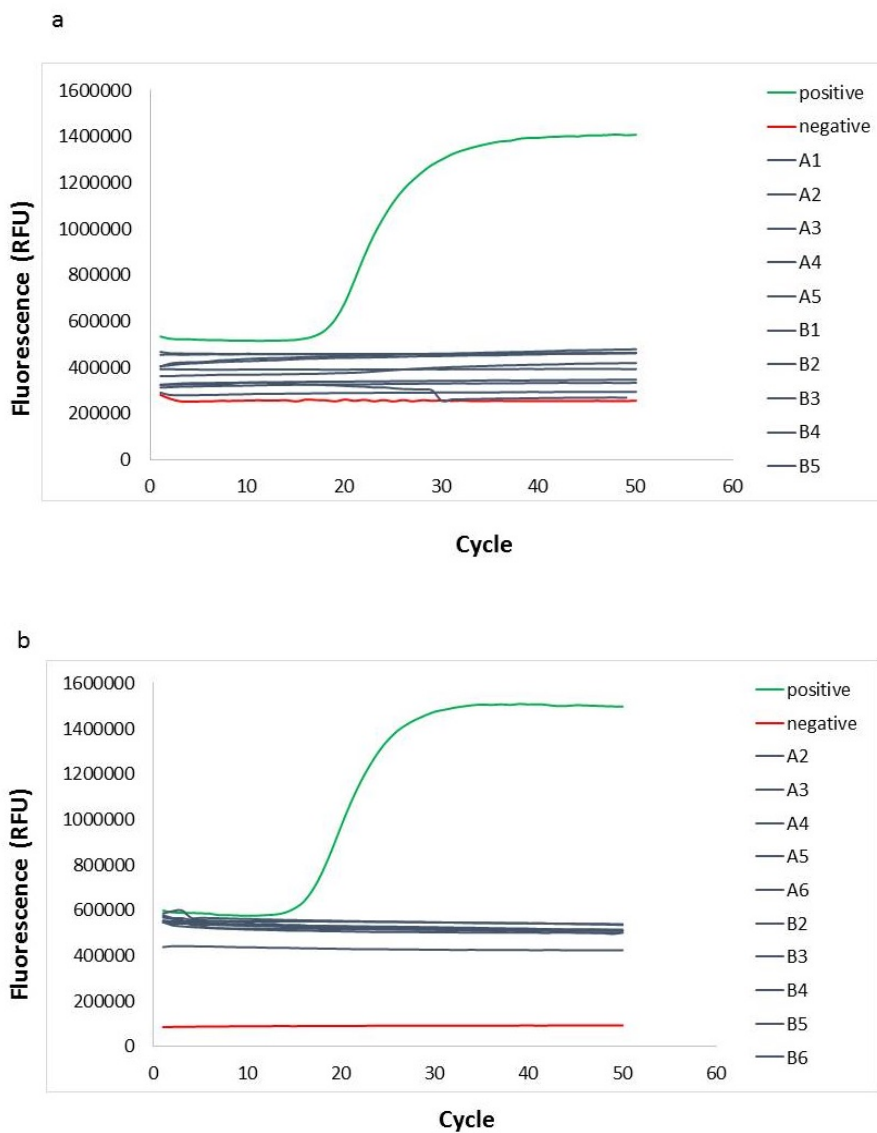 a
1600000
1400000
1200000
1000000
800000
600000
400000
200000
0
0 10 20 30 40 50 60
Fluorescence (RFU)
Cycle
positive
negative
A1
A2
A3
A4
A5
B1
B2
B3
B4
B5
b
1600000
1400000
1200000
1000000
800000
600000
400000
200000
0
0 10 20 30 40 50 60
Fluorescence (RFU)
Cycle
positive
negative
A2
A3
A4
A5
A6
B2
B3
B4
B5
B6